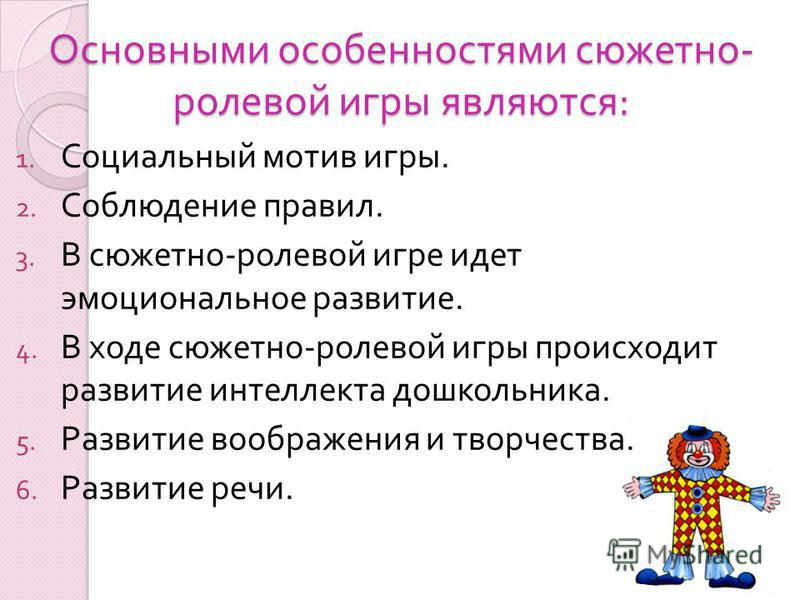 Основными особенностями сюжетно-
ролевой игры являются:
1. Социальный мотив игры.
2. Соблюдение правил.
3. В сюжетно-ролевой игре идет
эмоциональное развитие.
4. В ходе сюжетно-ролевой игры происходит
развитие интеллекта дошкольника.
5. Развитие воображения и творчества.
6. Развитие речи.
MyShared